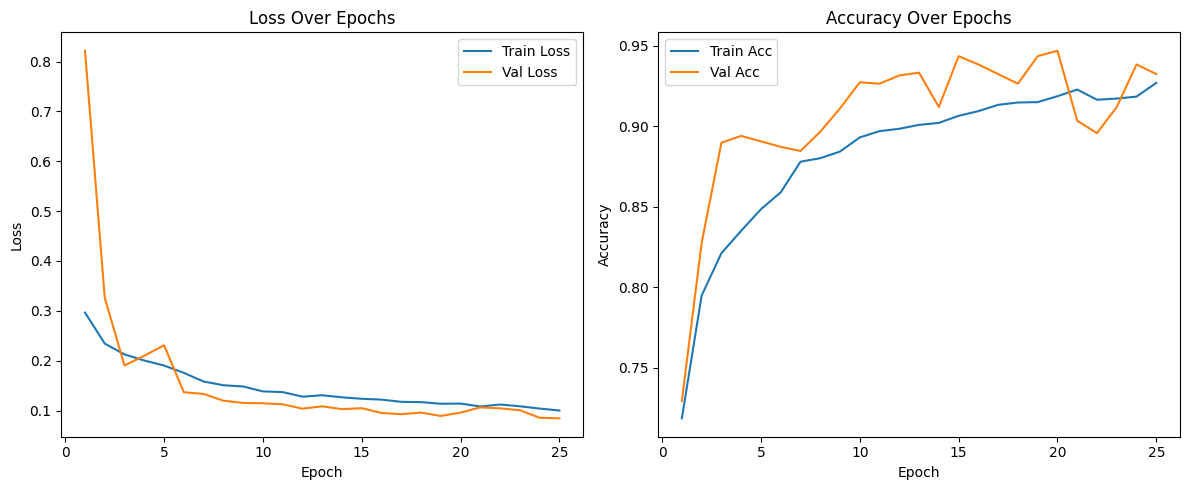 Loss Over Epochs
Train Loss
Val Loss
0.8
0.7
0.6
0.5
0.4
0.3
0.2
0.1
Loss
0
5
10
15
20
25
Epoch
Accuracy Over Epochs
Train Acc
Val Acc
0.95
0.90
0.85
0.80
0.75
Accuracy
0
5
10
15
20
25
Epoch